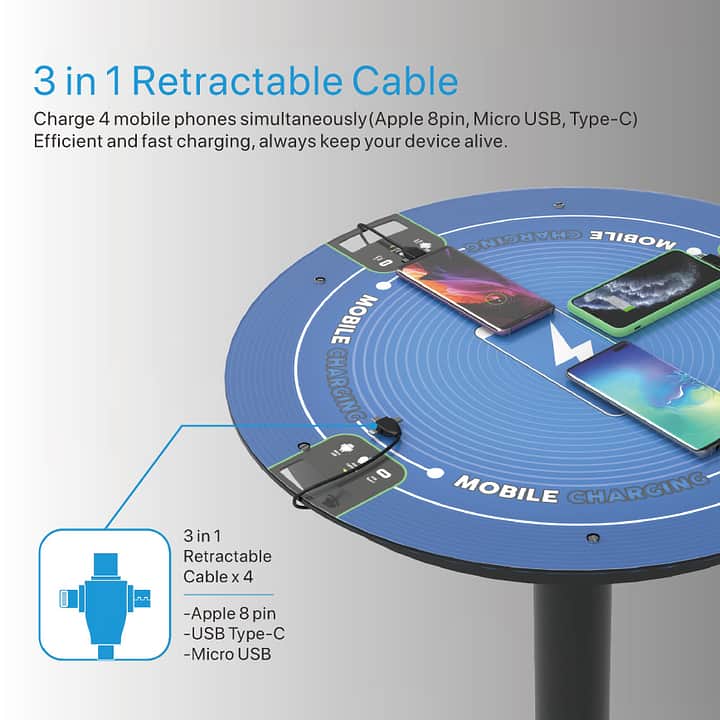 3 in 1 Retractable Cable
Charge 4 mobile phones simultaneously(Apple 8pin, Micro USB, Type-C)
Efficient and fast charging, always keep your device alive.
MOBILE CHARGING
MOBILE CHARGING
MOBILE CHARGING
3 in 1
Retractable
Cable x 4
-Apple 8 pin
-USB Type-C
-Micro USB